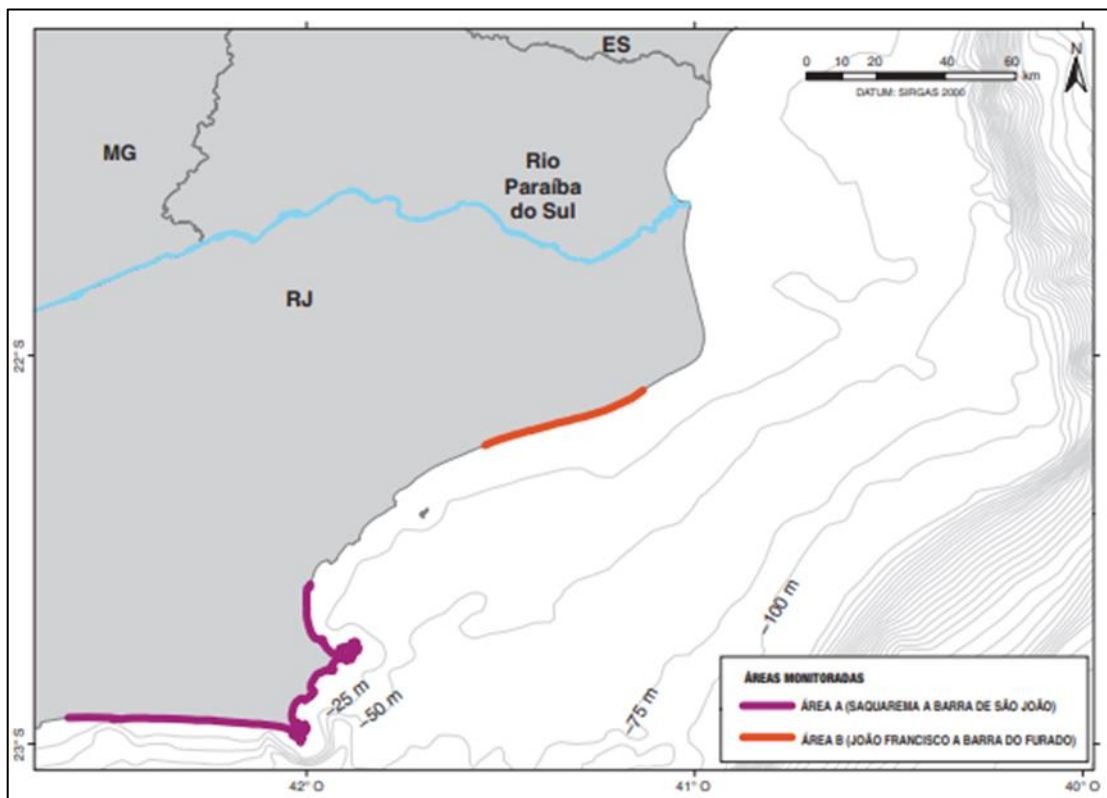 ES
0 10 20 40 60 km
DATUM: SIRGAS 2000
N
MG
Rio
Paraíba
do Sul
RJ
22° S
-100 m
-25 m
-50 m
-75 m
ÁREAS MONITORADAS
ÁREA A (SAQUAREMA A BARRA DE SÃO JOÃO)
ÁREA B (JOÃO FRANCISCO A BARRA DO FURADO)
23° S
42° O
41° O
40° O